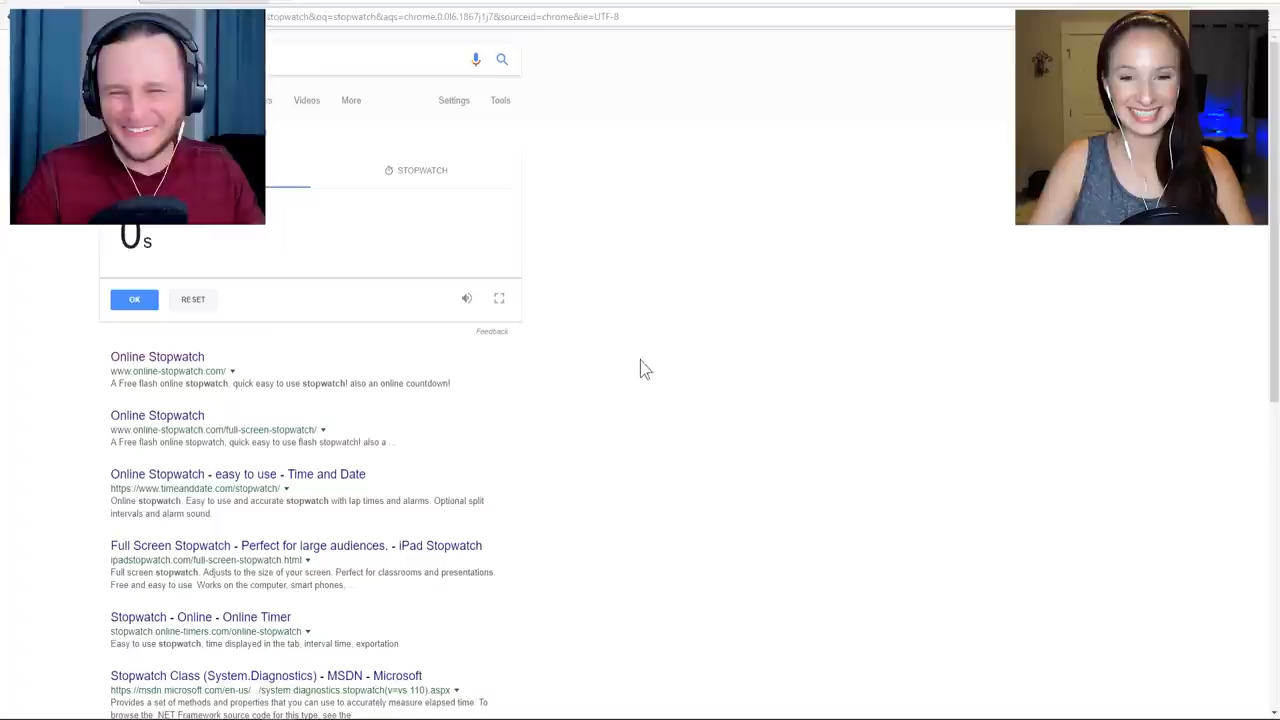 stopwatch&oq=stopwatch&aqs=chrome.0.0l6.1867j1j7&sourceid=chrome&ie=UTF-8
Videos More Settings Tools
STOPWATCH
0s
OK RESET
Feedback
Online Stopwatch
www.online-stopwatch.com/
A Free flash online stopwatch, quick easy to use stopwatch! also an online countdown!
Online Stopwatch
www.online-stopwatch.com/full-screen-stopwatch/
A Free flash online stopwatch, quick easy to use flash stopwatch! also a ...
Online Stopwatch - easy to use - Time and Date
https://www.timeanddate.com/stopwatch/
Online stopwatch. Easy to use and accurate stopwatch with lap times and alarms. Optional split
intervals and alarm sound.
Full Screen Stopwatch - Perfect for large audiences. - iPad Stopwatch
ipadstopwatch.com/full-screen-stopwatch.html
Full screen stopwatch. Adjusts to the size of your screen. Perfect for classrooms and presentations.
Free and easy to use. Works on the computer, smart phones, ...
Stopwatch - Online - Online Timer
stopwatch.online-timers.com/online-stopwatch
Easy to use stopwatch, time displayed in the tab, interval time, exportation
Stopwatch Class (System.Diagnostics) - MSDN - Microsoft
https://msdn.microsoft.com/en-us/.../system.diagnostics.stopwatch(v=vs.110).aspx
Provides a set of methods and properties that you can use to accurately measure elapsed time. To
browse the .NET Framework source code for this type, see the